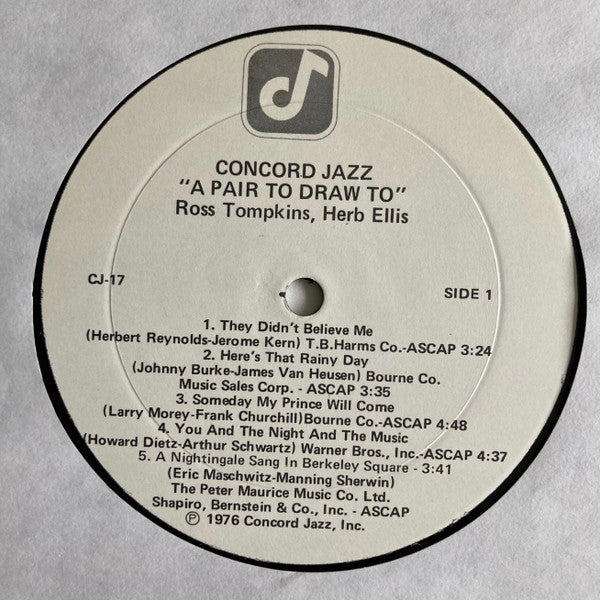 CONCORD JAZZ
"A PAIR TO DRAW TO"
Ross Tompkins, Herb Ellis
CJ-17
SIDE 1
1. They Didn't Believe Me
(Herbert Reynolds-Jerome Kern) T.B.Harms Co.-ASCAP 3:24
2. Here's That Rainy Day
(Johnny Burke-James Van Heusen) Bourne Co.
Music Sales Corp. - ASCAP 3:35
3. Someday My Prince Will Come
(Larry Morey-Frank Churchill)Bourne Co.-ASCAP 4:48
4. You And The Night And The Music
(Howard Dietz-Arthur Schwartz) Warner Bros., Inc.-ASCAP 4:37
5. A Nightingale Sang In Berkeley Square - 3:41
(Eric Maschwitz-Manning Sherwin)
The Peter Maurice Music Co. Ltd.
Shapiro, Bernstein & Co., Inc. - ASCAP
℗ 1976 Concord Jazz, Inc.